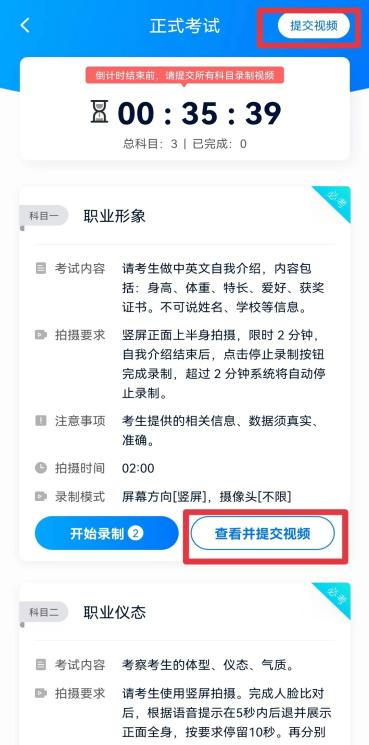 正式考试
提交视频
倒计时结束前，请提交所有科目录制视频
00 : 35 : 39
总科目：3 | 已完成：0
必考
科目一
职业形象
考试内容
请考生做中英文自我介绍，内容包
括：身高、体重、特长、爱好、获奖
证书。不可说姓名、学校等信息。
拍摄要求
竖屏正面上半身拍摄，限时 2 分钟，
自我介绍结束后，点击停止录制按钮
完成录制，超过 2 分钟系统将自动停
止录制。
注意事项
考生提供的相关信息、数据须真实、
准确。
拍摄时间
02:00
录制模式
屏幕方向[竖屏]，摄像头[不限]
开始录制 2
查看并提交视频
必考
科目二
职业仪态
考试内容
考察考生的体型、仪态、气质。
拍摄要求
请考生使用竖屏拍摄。完成人脸比对
后，根据语音提示在5秒内后退并展示
正面全身，按要求停留10秒。再分别